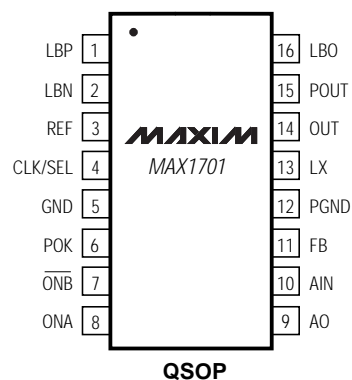 LBP 1
LBN 2
REF 3
CLK/SEL 4
GND 5
POK 6
O̅N̅B̅ 7
ONA 8
MAXIM
MAX1701
16 LBO
15 POUT
14 OUT
13 LX
12 PGND
11 FB
10 AIN
9 AO
QSOP